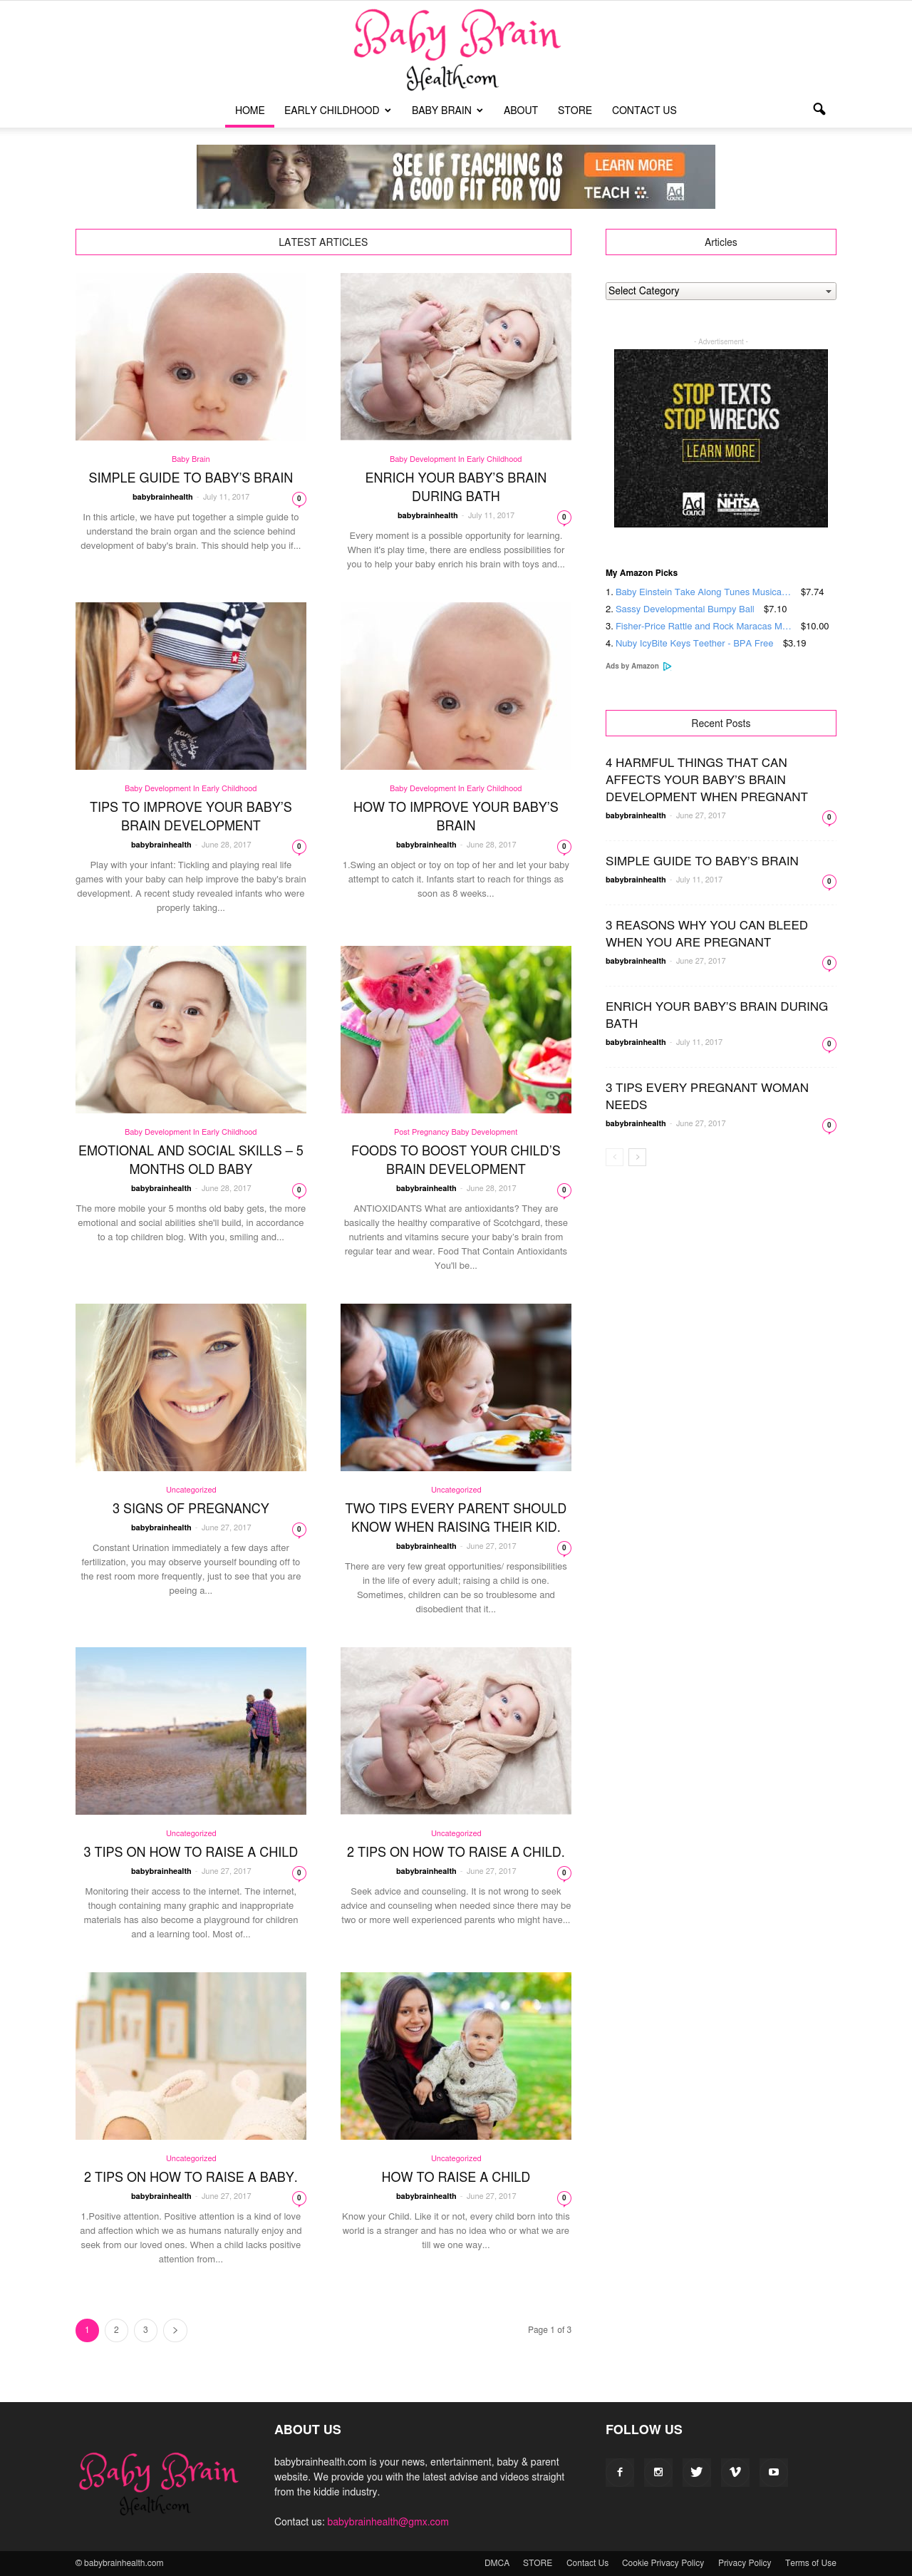 Baby Brain
Health.com
HOME EARLY CHILDHOOD BABY BRAIN ABOUT STORE CONTACT US
SEE IF TEACHING IS
A GOOD FIT FOR YOU
LEARN MORE
TEACH
Ad
Council
LATEST ARTICLES
Baby Brain
SIMPLE GUIDE TO BABY'S BRAIN
babybrainhealth - July 11, 2017 0
In this article, we have put together a simple guide to
understand the brain organ and the science behind
development of baby's brain. This should help you if...
Baby Development In Early Childhood
ENRICH YOUR BABY'S BRAIN
DURING BATH
babybrainhealth - July 11, 2017 0
Every moment is a possible opportunity for learning.
When it's play time, there are endless possibilities for
you to help your baby enrich his brain with toys and...
Baby Development In Early Childhood
TIPS TO IMPROVE YOUR BABY'S
BRAIN DEVELOPMENT
babybrainhealth - June 28, 2017 0
Play with your infant: Tickling and playing real life
games with your baby can help improve the baby's brain
development. A recent study revealed infants who were
properly taking...
Baby Development In Early Childhood
HOW TO IMPROVE YOUR BABY'S
BRAIN
babybrainhealth - June 28, 2017 0
1.Swing an object or toy on top of her and let your baby
attempt to catch it. Infants start to reach for things as
soon as 8 weeks...
Baby Development In Early Childhood
EMOTIONAL AND SOCIAL SKILLS – 5
MONTHS OLD BABY
babybrainhealth - June 28, 2017 0
The more mobile your 5 months old baby gets, the more
emotional and social abilities she'll build, in accordance
to a top children blog. With you, smiling and...
Post Pregnancy Baby Development
FOODS TO BOOST YOUR CHILD'S
BRAIN DEVELOPMENT
babybrainhealth - June 28, 2017 0
ANTIOXIDANTS What are antioxidants? They are
basically the healthy comparative of Scotchgard, these
nutrients and vitamins secure your baby's brain from
regular tear and wear. Food That Contain Antioxidants
You'll be...
Uncategorized
3 SIGNS OF PREGNANCY
babybrainhealth - June 27, 2017 0
Constant Urination immediately a few days after
fertilization, you may observe yourself bounding off to
the rest room more frequently, just to see that you are
peeing a...
Uncategorized
TWO TIPS EVERY PARENT SHOULD
KNOW WHEN RAISING THEIR KID.
babybrainhealth - June 27, 2017 0
There are very few great opportunities/ responsibilities
in the life of every adult; raising a child is one.
Sometimes, children can be so troublesome and
disobedient that it...
Uncategorized
3 TIPS ON HOW TO RAISE A CHILD
babybrainhealth - June 27, 2017 0
Monitoring their access to the internet. The internet,
though containing many graphic and inappropriate
materials has also become a playground for children
and a learning tool. Most of...
Uncategorized
2 TIPS ON HOW TO RAISE A CHILD.
babybrainhealth - June 27, 2017 0
Seek advice and counseling. It is not wrong to seek
advice and counseling when needed since there may be
two or more well experienced parents who might have...
Uncategorized
2 TIPS ON HOW TO RAISE A BABY.
babybrainhealth - June 27, 2017 0
1.Positive attention. Positive attention is a kind of love
and affection which we as humans naturally enjoy and
seek from our loved ones. When a child lacks positive
attention from...
Uncategorized
HOW TO RAISE A CHILD
babybrainhealth - June 27, 2017 0
Know your Child. Like it or not, every child born into this
world is a stranger and has no idea who or what we are
till we one way...
1 2 3 Page 1 of 3
Articles
Select Category
- Advertisement -
STOP TEXTS
STOP WRECKS
LEARN MORE
Ad
Council
NHTSA
My Amazon Picks
1. Baby Einstein Take Along Tunes Musica... $7.74
2. Sassy Developmental Bumpy Ball $7.10
3. Fisher-Price Rattle and Rock Maracas M... $10.00
4. Nuby IcyBite Keys Teether - BPA Free $3.19
Ads by Amazon
Recent Posts
4 HARMFUL THINGS THAT CAN
AFFECTS YOUR BABY'S BRAIN
DEVELOPMENT WHEN PREGNANT
babybrainhealth - June 27, 2017 0
SIMPLE GUIDE TO BABY'S BRAIN
babybrainhealth - July 11, 2017 0
3 REASONS WHY YOU CAN BLEED
WHEN YOU ARE PREGNANT
babybrainhealth - June 27, 2017 0
ENRICH YOUR BABY'S BRAIN DURING
BATH
babybrainhealth - July 11, 2017 0
3 TIPS EVERY PREGNANT WOMAN
NEEDS
babybrainhealth - June 27, 2017 0
Baby Brain
Health.com
ABOUT US
babybrainhealth.com is your news, entertainment, baby & parent
website. We provide you with the latest advise and videos straight
from the kiddie industry.
Contact us: babybrainhealth@gmx.com
FOLLOW US
© babybrainhealth.com
DMCA STORE Contact Us Cookie Privacy Policy Privacy Policy Terms of Use